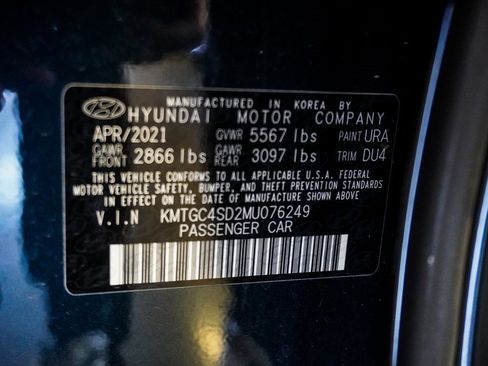 MANUFACTURED IN KOREA BY
HYUNDAI MOTOR COMPANY
APR/2021 GVWR 5567 lbs PAINT URA
GAWR FRONT 2866 lbs GAWR REAR 3097 lbs TRIM DU4
THIS VEHICLE CONFORMS TO ALL APPLICABLE U.S.A. FEDERAL
MOTOR VEHICLE SAFETY, BUMPER, AND THEFT PREVENTION STANDARDS
IN EFFECT ON THE DATE OF MANUFACTURE SHOWN ABOVE.
V.I.N KMTGC4SD2MU076249
PASSENGER CAR